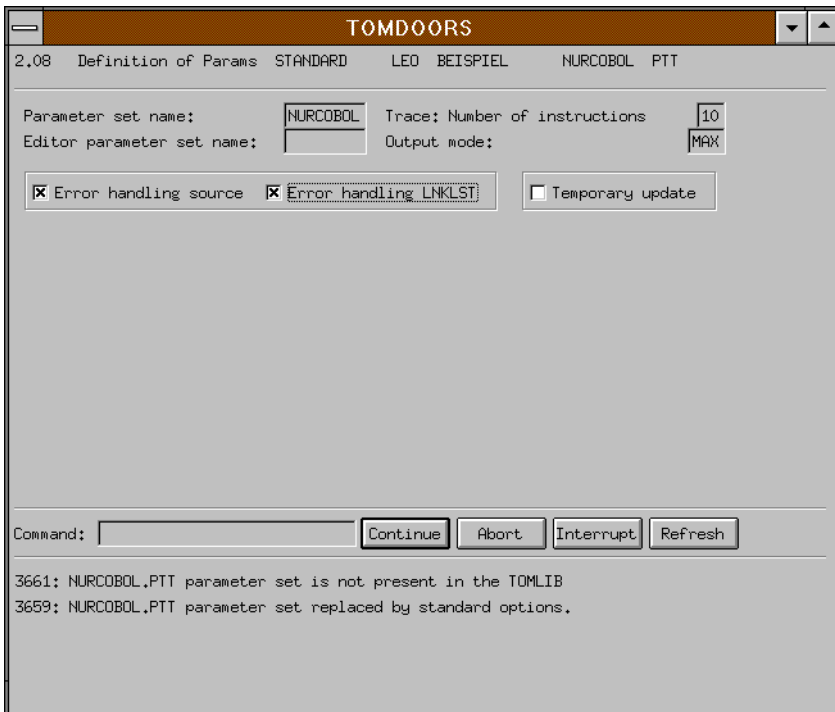 TOMDOORS
2.08 Definition of Params STANDARD LEO BEISPIEL NURCOBOL PTT
Parameter set name: NURCOBOL Trace: Number of instructions 10
Editor parameter set name: Output mode: MAX
Error handling source Error handling LNKLST Temporary update
Command: Continue Abort Interrupt Refresh
3661: NURCOBOL.PTT parameter set is not present in the TOMLIB
3659: NURCOBOL.PTT parameter set replaced by standard options.